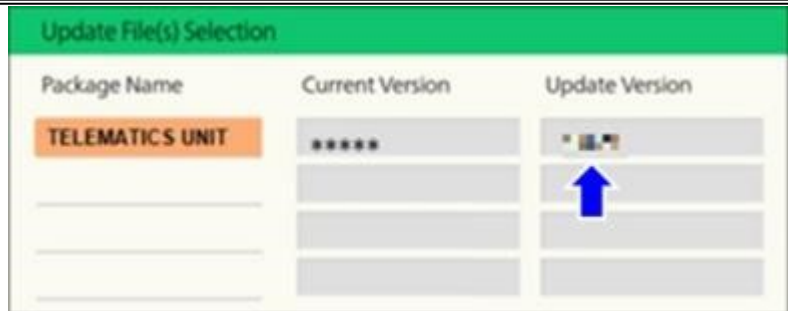 Update File(s) Selection
Package Name Current Version Update Version
TELEMATICS UNIT *****